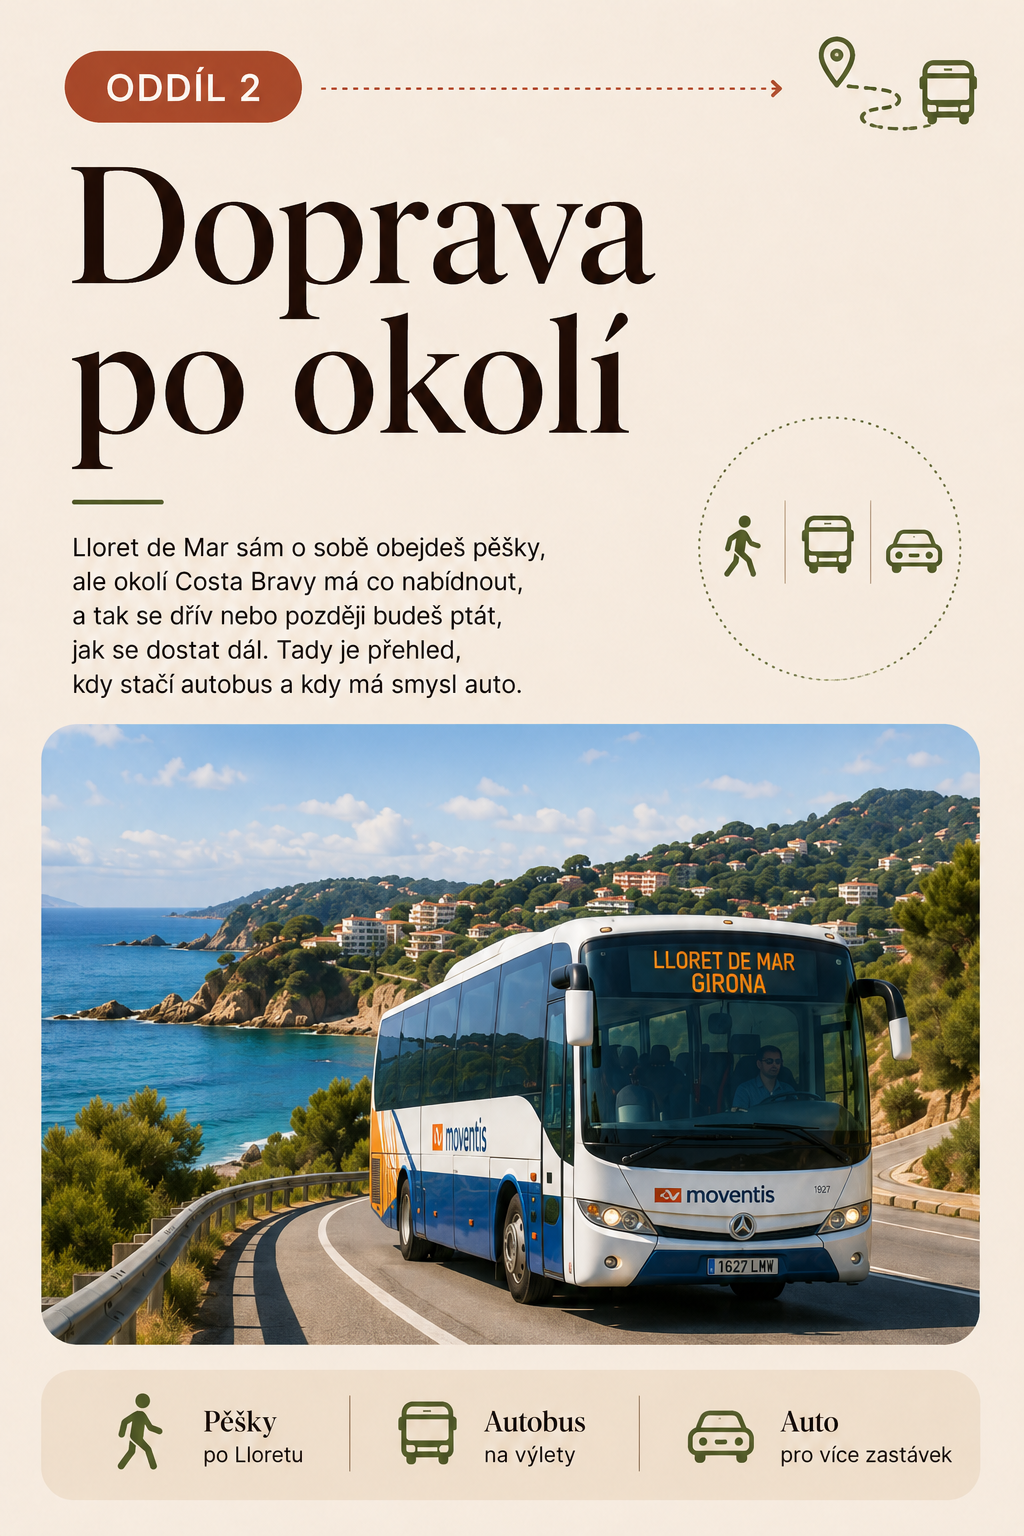 ODDÍL 2
Doprava
po okolí
Lloret de Mar sám o sobě obejdeš pěšky,
ale okolí Costa Bravy má co nabídnout,
a tak se dřív nebo později budeš ptát,
jak se dostat dál. Tady je přehled,
kdy stačí autobus a kdy má smysl auto.
LLORET DE MAR
GIRONA
moventis
moventis
1927
1627 LMW
Pěšky
po Lloretu
Autobus
na výlety
Auto
pro více zastávek